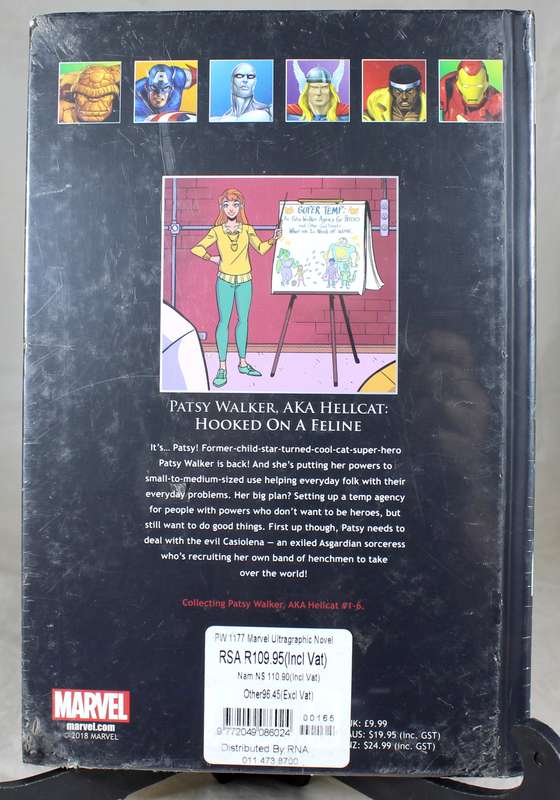 SUPER TEMP:
PATSY WALKER, AKA HELLCAT:
HOOKED ON A FELINE
It's... Patsy! Former-child-star-turned-cool-cat-super-hero
Patsy Walker is back! And she's putting her powers to
small-to-medium-sized use helping everyday folk with their
everyday problems. Her big plan? Setting up a temp agency
for people with powers who don't want to be heroes, but
still want to do good things. First up though, Patsy needs to
deal with the evil Casiolena — an exiled Asgardian sorceress
who's recruiting her own band of henchmen to take
over the world!
Collecting Patsy Walker, AKA Hellcat #1-6.
PW 1177 Marvel Ultragraphic Novel
RSA R109.95(Incl Vat)
Nam N$ 110.90(Incl Vat)
Other96.45(Excl Vat)
00165
9 772049 086024
Distributed By RNA
011 473 8700
MARVEL
marvel.com
© 2018 MARVEL
UK: £9.99
AUS: $19.95 (Inc. GST)
NZ: $24.99 (Inc. GST)